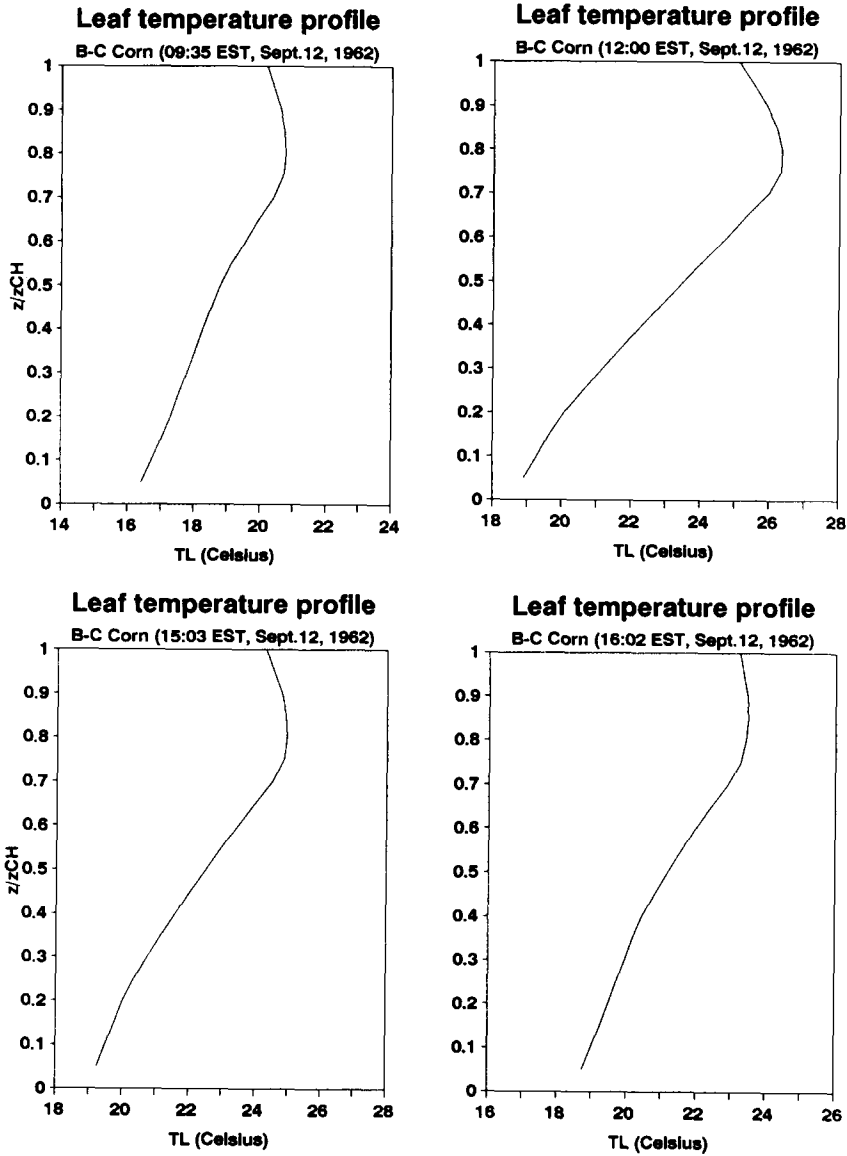 Leaf temperature profile
B-C Corn (09:35 EST, Sept.12, 1962)
1
0.9
0.8
0.7
0.6
0.5
0.4
0.3
0.2
0.1
0
z/zCH
14 16 18 20 22 24
TL (Celsius)
Leaf temperature profile
B-C Corn (12:00 EST, Sept.12, 1962)
1
0.9
0.8
0.7
0.6
0.5
0.4
0.3
0.2
0.1
0
18 20 22 24 26 28
TL (Celsius)
Leaf temperature profile
B-C Corn (15:03 EST, Sept.12, 1962)
1
0.9
0.8
0.7
0.6
0.5
0.4
0.3
0.2
0.1
0
z/zCH
18 20 22 24 26 28
TL (Celsius)
Leaf temperature profile
B-C Corn (16:02 EST, Sept.12, 1962)
1
0.9
0.8
0.7
0.6
0.5
0.4
0.3
0.2
0.1
0
16 18 20 22 24 26
TL (Celsius)